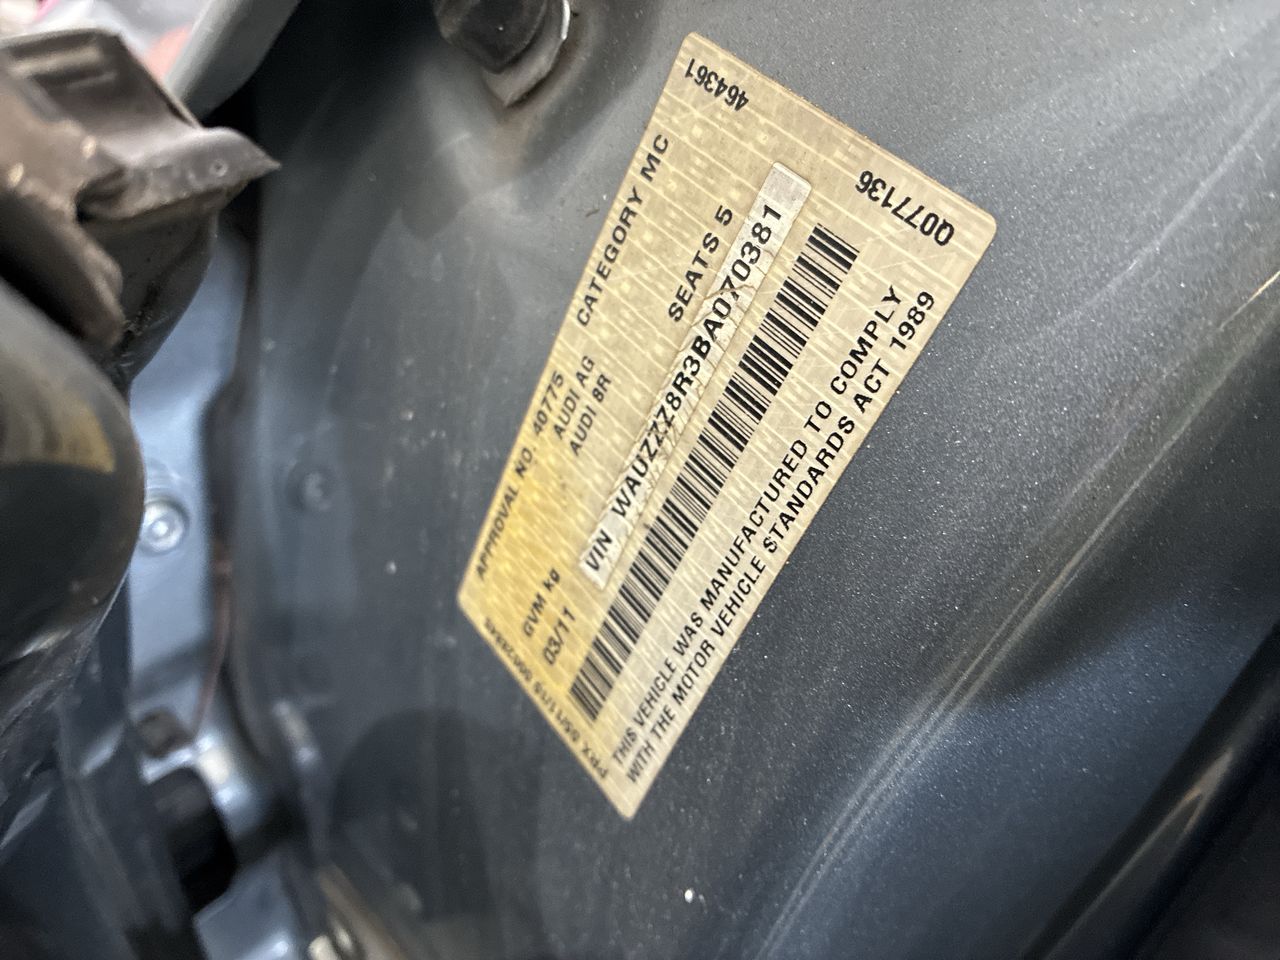 464361
Q077136
APPROVAL NO. 40775 CATEGORY MC
AUDI AG
AUDI 8R
SEATS 5
GVM kg
03/11
VIN WAUZZZ8R3BA070381
THIS VEHICLE WAS MANUFACTURED TO COMPLY
WITH THE MOTOR VEHICLE STANDARDS ACT 1989